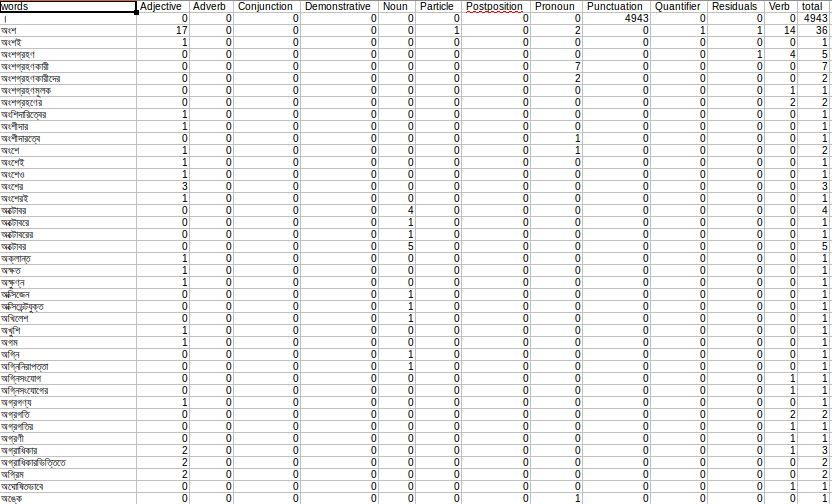 words Adjective Adverb Conjunction Demonstrative Noun Particle Postposition Pronoun Punctuation Quantifier Residuals Verb total
। 0 0 0 0 0 0 0 0 4943 0 0 0 4943
অংশ 17 0 0 0 0 1 0 2 0 1 1 14 36
অংশই 1 0 0 0 0 0 0 0 0 0 0 0 1
অংশগ্রহণ 0 0 0 0 0 0 0 0 0 0 1 4 5
অংশগ্রহণকারী 0 0 0 0 0 0 0 7 0 0 0 0 7
অংশগ্রহণকারীদের 0 0 0 0 0 0 0 2 0 0 0 0 2
অংশগ্রহণমূলক 0 0 0 0 0 0 0 0 0 0 0 1 1
অংশগ্রহণের 0 0 0 0 0 0 0 0 0 0 0 2 2
অংশিদারিত্বের 1 0 0 0 0 0 0 0 0 0 0 0 1
অংশীদার 1 0 0 0 0 0 0 0 0 0 0 0 1
অংশীদারত্বে 0 0 0 0 0 0 0 1 0 0 0 0 1
অংশে 1 0 0 0 0 0 0 1 0 0 0 0 2
অংশেই 1 0 0 0 0 0 0 0 0 0 0 0 1
অংশেও 1 0 0 0 0 0 0 0 0 0 0 0 1
অংশের 3 0 0 0 0 0 0 0 0 0 0 0 3
অংশেরই 1 0 0 0 0 0 0 0 0 0 0 0 1
অক্টোবর 0 0 0 0 4 0 0 0 0 0 0 0 4
অক্টোবরে 0 0 0 0 1 0 0 0 0 0 0 0 1
অক্টোবরের 0 0 0 0 1 0 0 0 0 0 0 0 1
অক্টোবর 0 0 0 0 5 0 0 0 0 0 0 0 5
অক্লান্ত 1 0 0 0 0 0 0 0 0 0 0 0 1
অক্ষত 1 0 0 0 0 0 0 0 0 0 0 0 1
অক্ষুণ্ন 1 0 0 0 0 0 0 0 0 0 0 0 1
অক্সিজেন 0 0 0 0 1 0 0 0 0 0 0 0 1
অক্সিডেন্টযুক্ত 0 0 0 0 1 0 0 0 0 0 0 0 1
অখিলেশ 0 0 0 0 1 0 0 0 0 0 0 0 1
অখুশি 1 0 0 0 0 0 0 0 0 0 0 0 1
অগম 1 0 0 0 0 0 0 0 0 0 0 0 1
অগ্নি 0 0 0 0 1 0 0 0 0 0 0 0 1
অগ্নিনিরাপত্তা 0 0 0 0 1 0 0 0 0 0 0 0 1
অগ্নিসংযোগ 0 0 0 0 0 0 0 0 0 0 0 1 1
অগ্নিসংযোগের 0 0 0 0 0 0 0 0 0 0 0 1 1
অগ্রগণ্য 1 0 0 0 0 0 0 0 0 0 0 0 1
অগ্রগতি 0 0 0 0 0 0 0 0 0 0 0 2 2
অগ্রগতির 0 0 0 0 0 0 0 0 0 0 0 1 1
অগ্রণী 0 0 0 0 0 0 0 0 0 0 0 1 1
অগ্রাধিকার 2 0 0 0 0 0 0 0 0 0 0 1 3
অগ্রাধিকারভিত্তিতে 2 0 0 0 0 0 0 0 0 0 0 0 2
অগ্রিম 2 0 0 0 0 0 0 0 0 0 0 0 2
অঘোষিতভাবে 0 0 0 0 0 0 0 0 0 0 0 1 1
অঙ্কে 0 0 0 0 0 0 0 1 0 0 0 0 1